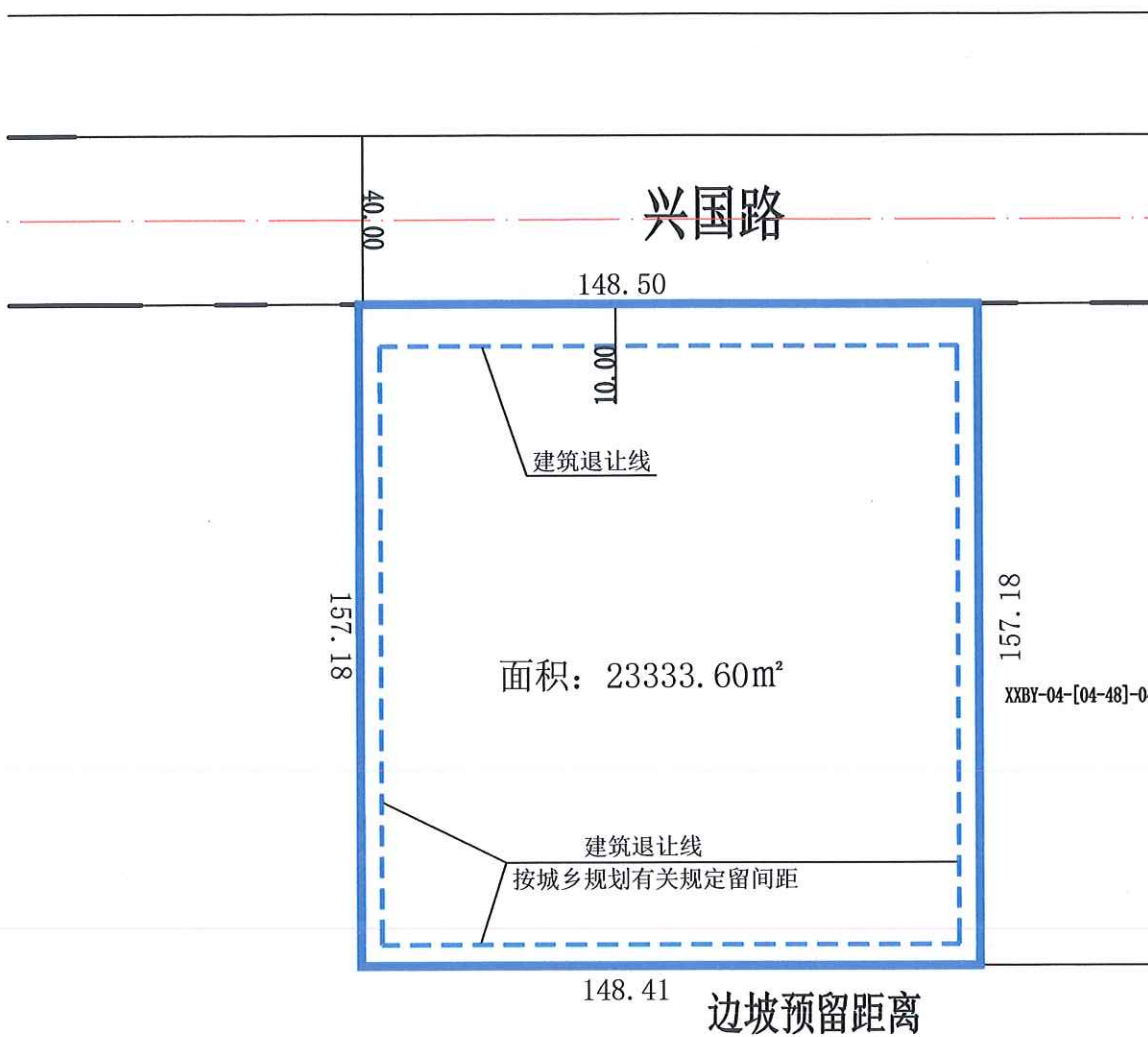 40.00
兴国路
148.50
10.00
建筑退让线
157.18
157.18
面积：23333.60㎡
XXBY-04-[04-48]-04
建筑退让线
按城乡规划有关规定留间距
148.41
边坡预留距离